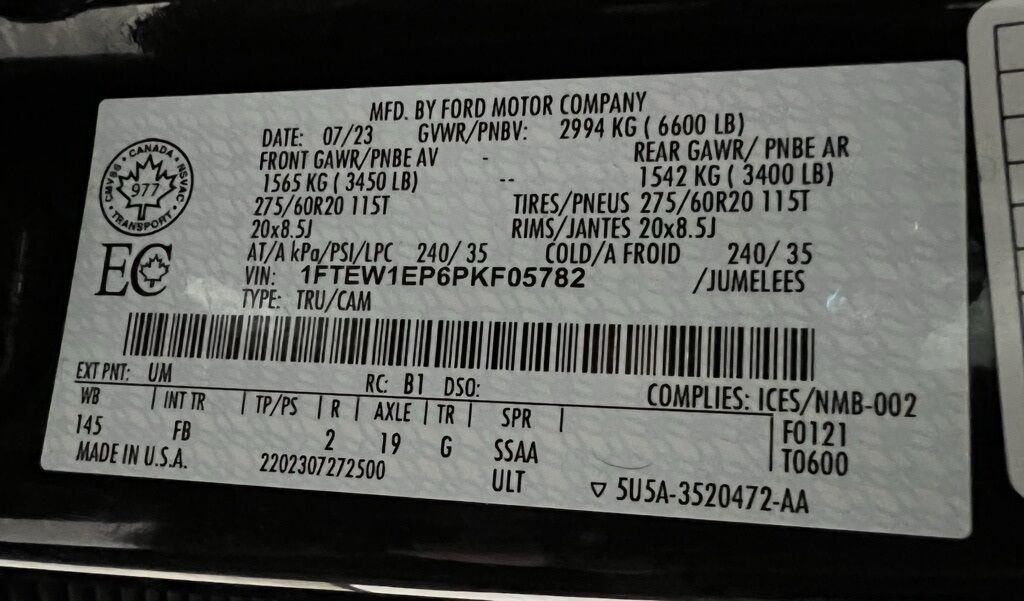 MFD. BY FORD MOTOR COMPANY
DATE: 07/23 GVWR/PNBV: 2994 KG ( 6600 LB)
FRONT GAWR/PNBE AV - REAR GAWR/ PNBE AR
1565 KG ( 3450 LB) -- 1542 KG ( 3400 LB)
275/60R20 115T TIRES/PNEUS 275/60R20 115T
20x8.5J RIMS/JANTES 20x8.5J
AT/A kPa/PSI/LPC 240/ 35 COLD/A FROID 240/ 35
VIN: 1FTEW1EP6PKF05782 /JUMELEES
TYPE: TRU/CAM
CANADA
CMVSS NSVAC
977
TRANSPORT
EC
EXT PNT: UM RC: B1 DSO: COMPLIES: ICES/NMB-002
WB | INT TR | TP/PS | R | AXLE | TR | SPR |
145 FB 2 19 G SSAA F0121
MADE IN U.S.A. 2202307272500 ULT T0600
▽ 5U5A-3520472-AA